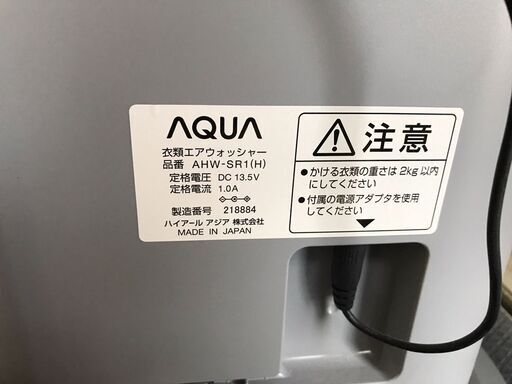 AQUA
衣類エアウォッシャー
品番 AHW-SR1(H)
定格電圧 DC 13.5V
定格電流 1.0A
製造番号 218884
ハイアール アジア 株式会社
MADE IN JAPAN
注意
●かける衣類の重さは2kg以内
にしてください
●付属の電源アダプタを使用
してください